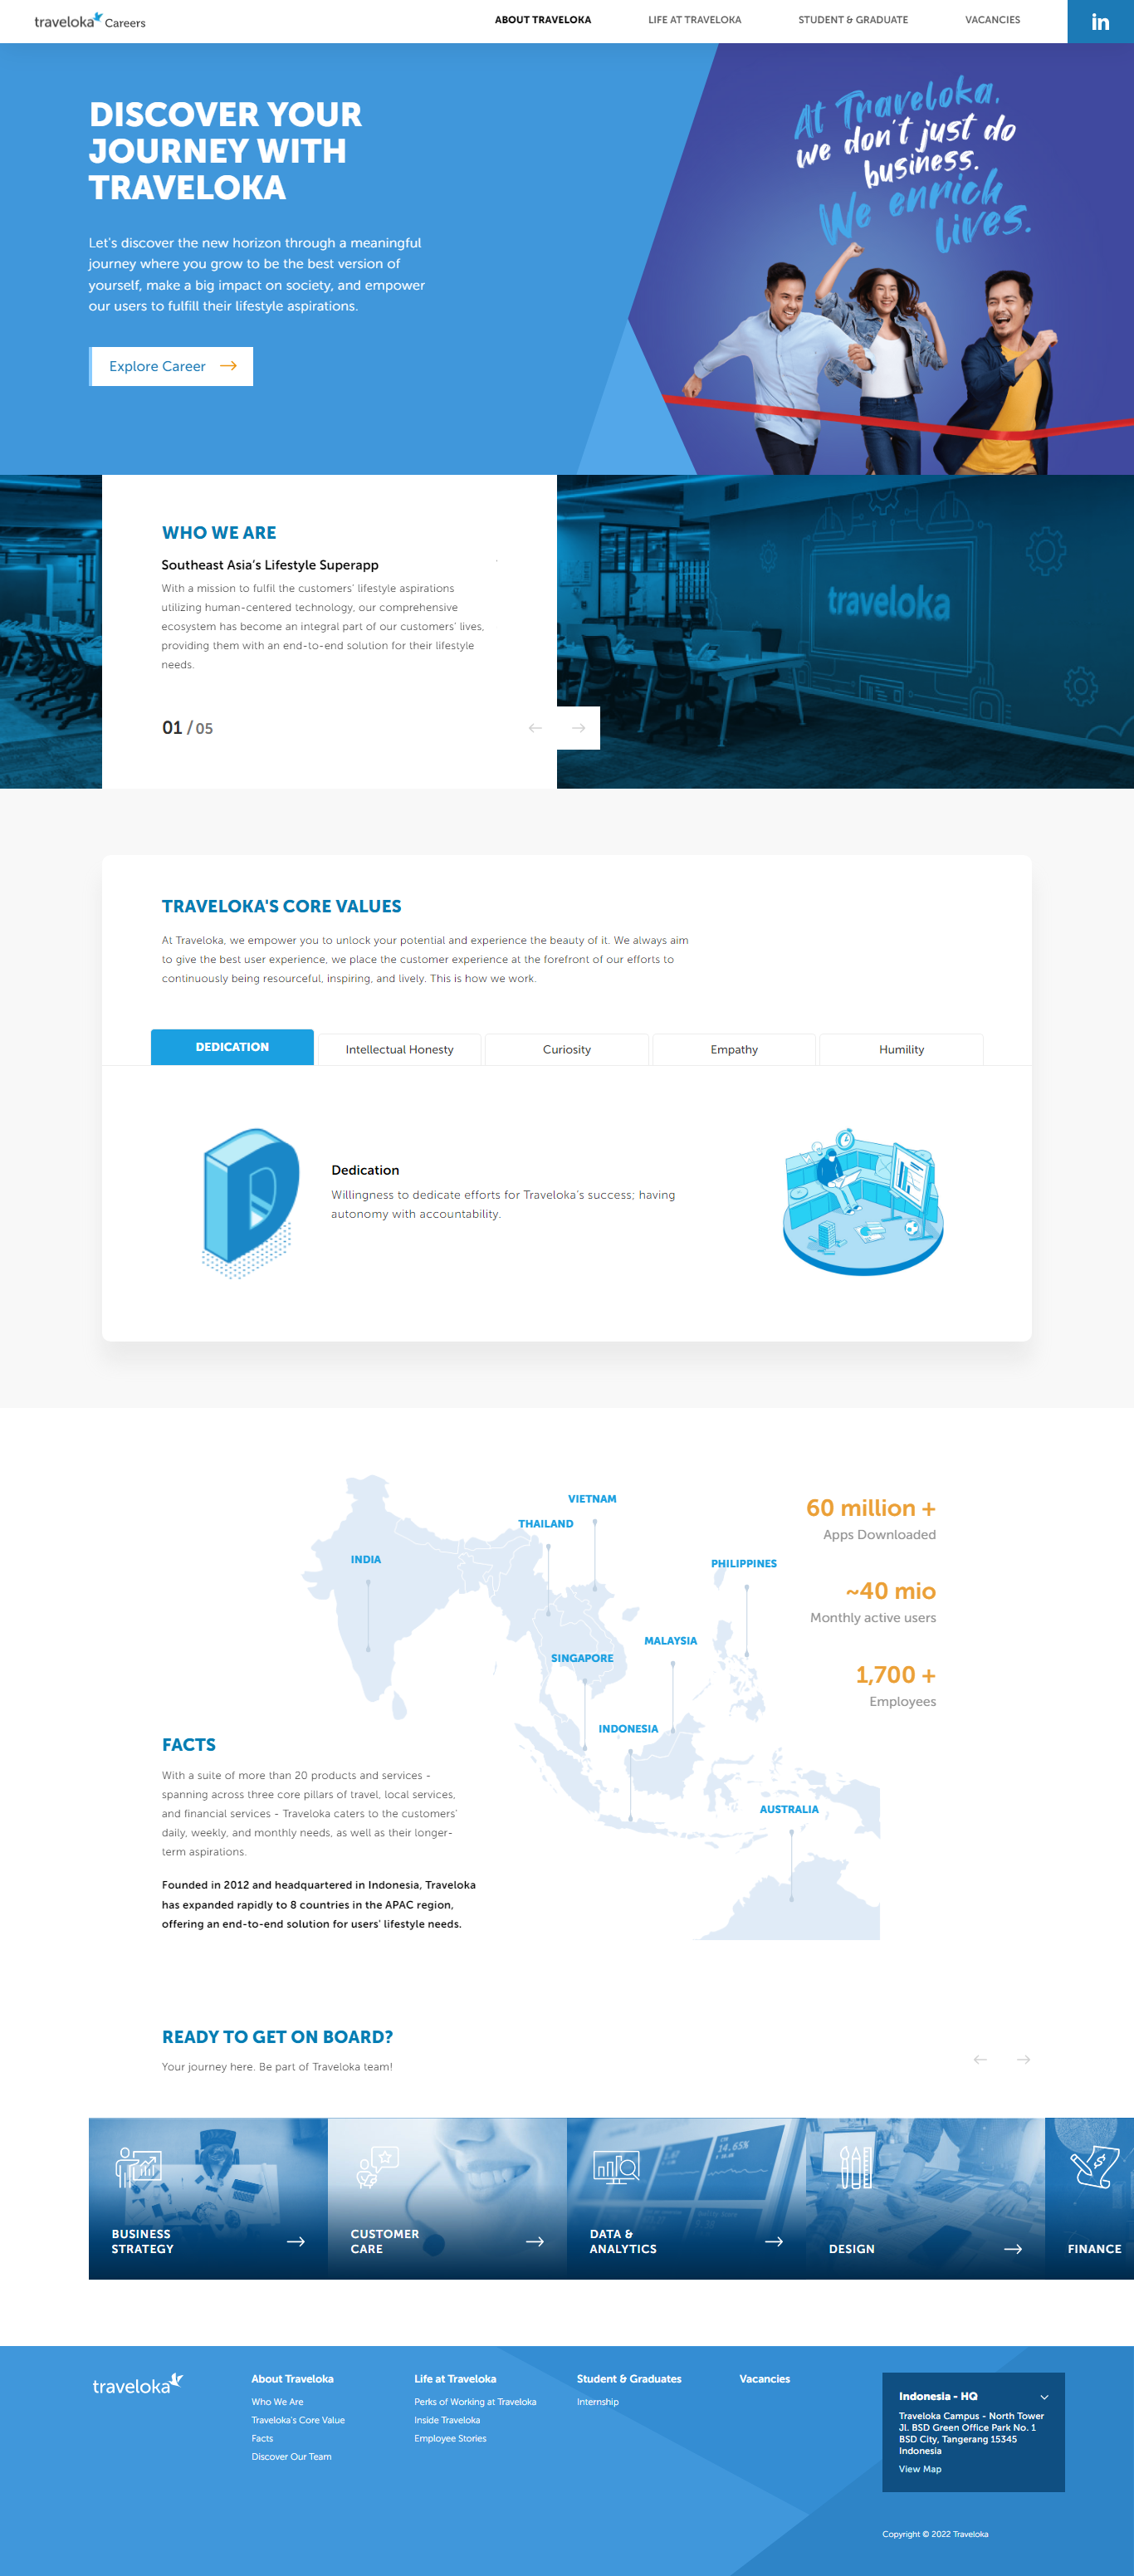 traveloka Careers
ABOUT TRAVELOKA
LIFE AT TRAVELOKA
STUDENT & GRADUATE
VACANCIES
in
DISCOVER YOUR
JOURNEY WITH
TRAVELOKA
Let's discover the new horizon through a meaningful
journey where you grow to be the best version of
yourself, make a big impact on society, and empower
our users to fulfill their lifestyle aspirations.
Explore Career
At Traveloka,
we don't just do
business.
We enrich
lives.
WHO WE ARE
Southeast Asia's Lifestyle Superapp
With a mission to fulfil the customers' lifestyle aspirations
utilizing human-centered technology, our comprehensive
ecosystem has become an integral part of our customers' lives,
providing them with an end-to-end solution for their lifestyle
needs.
01 / 05
traveloka
TRAVELOKA'S CORE VALUES
At Traveloka, we empower you to unlock your potential and experience the beauty of it. We always aim
to give the best user experience, we place the customer experience at the forefront of our efforts to
continuously being resourceful, inspiring, and lively. This is how we work.
DEDICATION
Intellectual Honesty
Curiosity
Empathy
Humility
D
Dedication
Willingness to dedicate efforts for Traveloka's success; having
autonomy with accountability.
VIETNAM
THAILAND
INDIA
PHILIPPINES
MALAYSIA
SINGAPORE
INDONESIA
AUSTRALIA
60 million +
Apps Downloaded
~40 mio
Monthly active users
1,700 +
Employees
FACTS
With a suite of more than 20 products and services -
spanning across three core pillars of travel, local services,
and financial services - Traveloka caters to the customers'
daily, weekly, and monthly needs, as well as their longer-
term aspirations.
Founded in 2012 and headquartered in Indonesia, Traveloka
has expanded rapidly to 8 countries in the APAC region,
offering an end-to-end solution for users' lifestyle needs.
READY TO GET ON BOARD?
Your journey here. Be part of Traveloka team!
BUSINESS
STRATEGY
CUSTOMER
CARE
14.65%
DATA &
ANALYTICS
DESIGN
FINANCE
traveloka
About Traveloka
Who We Are
Traveloka's Core Value
Facts
Discover Our Team
Life at Traveloka
Perks of Working at Traveloka
Inside Traveloka
Employee Stories
Student & Graduates
Internship
Vacancies
Indonesia - HQ
Traveloka Campus - North Tower
Jl. BSD Green Office Park No. 1
BSD City, Tangerang 15345
Indonesia
View Map
Copyright © 2022 Traveloka